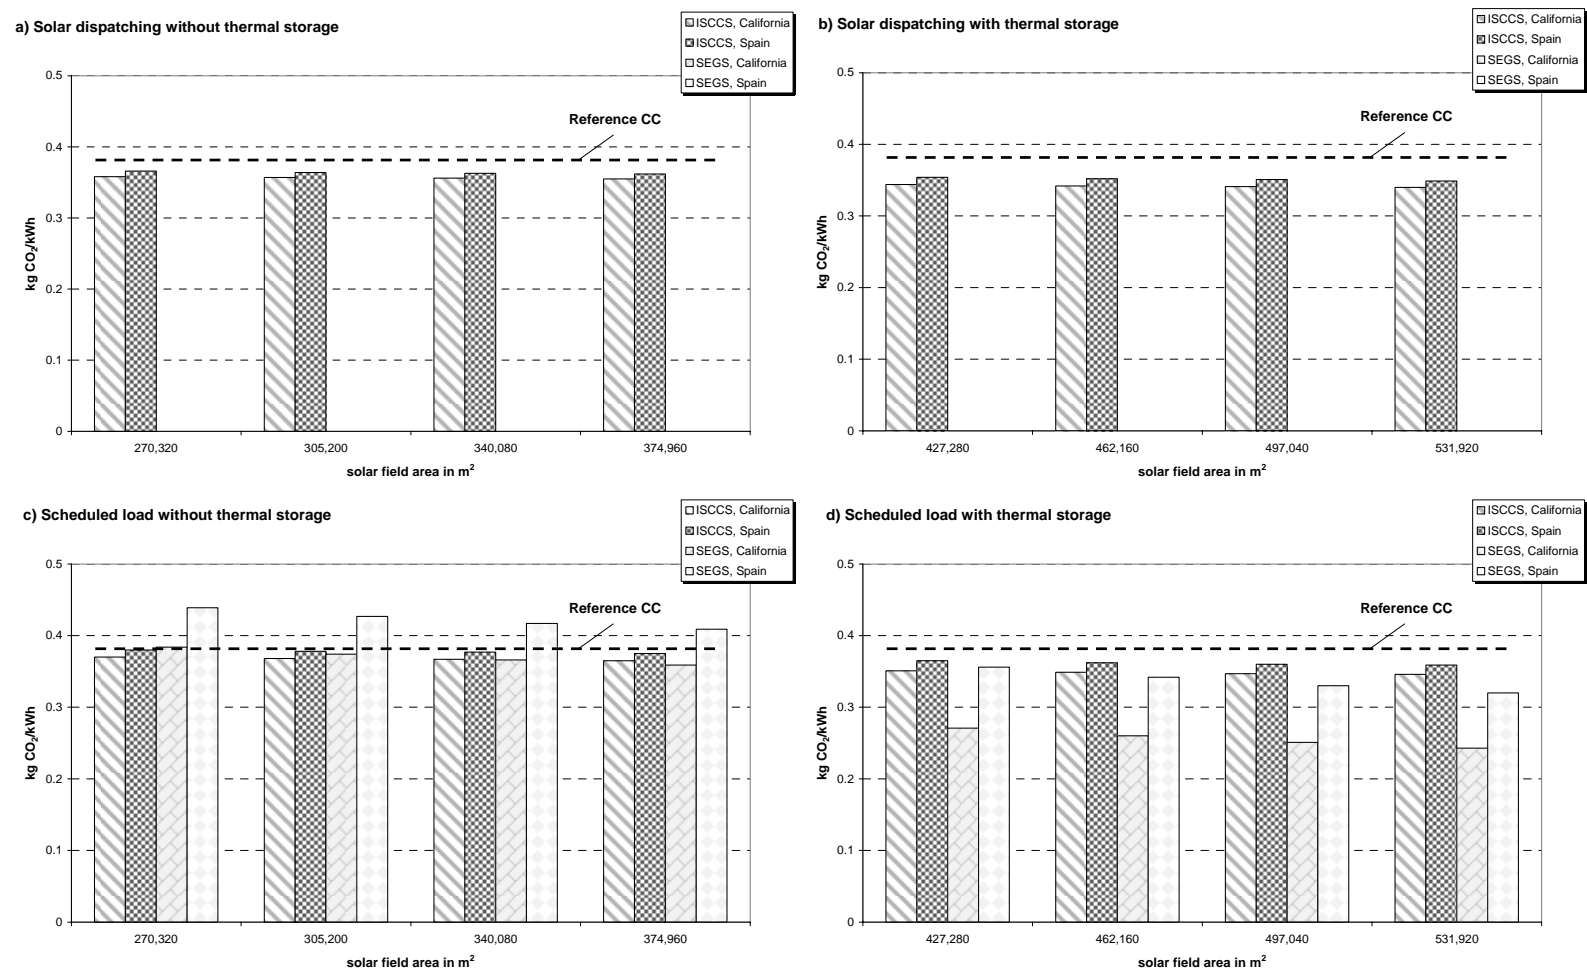 a) Solar dispatching without thermal storage
ISCCS, California
ISCCS, Spain
SEGS, California
SEGS, Spain
Reference CC
0.5
0.4
0.3
0.2
0.1
0
kg CO₂/kWh
270,320 305,200 340,080 374,960
solar field area in m²
b) Solar dispatching with thermal storage
ISCCS, California
ISCCS, Spain
SEGS, California
SEGS, Spain
Reference CC
0.5
0.4
0.3
0.2
0.1
0
kg CO₂/kWh
427,280 462,160 497,040 531,920
solar field area in m²
c) Scheduled load without thermal storage
ISCCS, California
ISCCS, Spain
SEGS, California
SEGS, Spain
Reference CC
0.5
0.4
0.3
0.2
0.1
0
kg CO₂/kWh
270,320 305,200 340,080 374,960
solar field area in m²
d) Scheduled load with thermal storage
ISCCS, California
ISCCS, Spain
SEGS, California
SEGS, Spain
Reference CC
0.5
0.4
0.3
0.2
0.1
0
kg CO₂/kWh
427,280 462,160 497,040 531,920
solar field area in m²